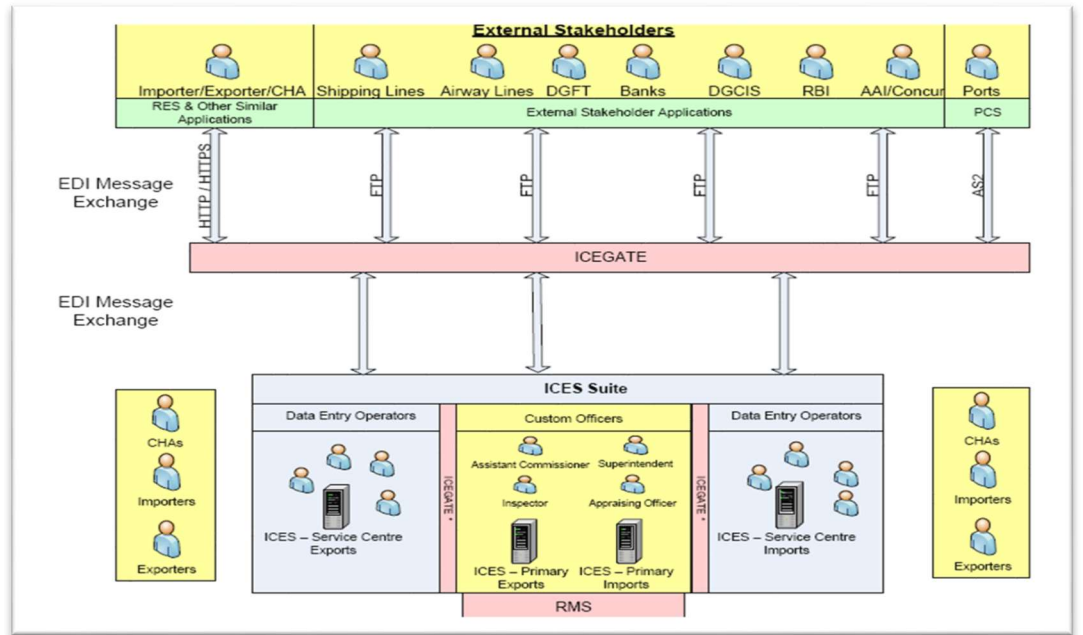 External Stakeholders
Importer/Exporter/CHA
Shipping Lines
Airway Lines
DGFT
Banks
DGCIS
RBI
AAI/Concur
Ports
RES & Other Similar
Applications
External Stakeholder Applications
PCS
EDI Message
Exchange
HTTP / HTTPS
FTP
FTP
FTP
FTP
AS2
ICEGATE
EDI Message
Exchange
ICES Suite
CHAs
Importers
Exporters
Data Entry Operators
ICES – Service Centre
Exports
ICEGATE *
Custom Officers
Assistant Commissioner
Superintendent
Inspector
Appraising Officer
ICES – Primary
Exports
ICES – Primary
Imports
ICEGATE *
Data Entry Operators
ICES – Service Centre
Imports
CHAs
Importers
Exporters
RMS